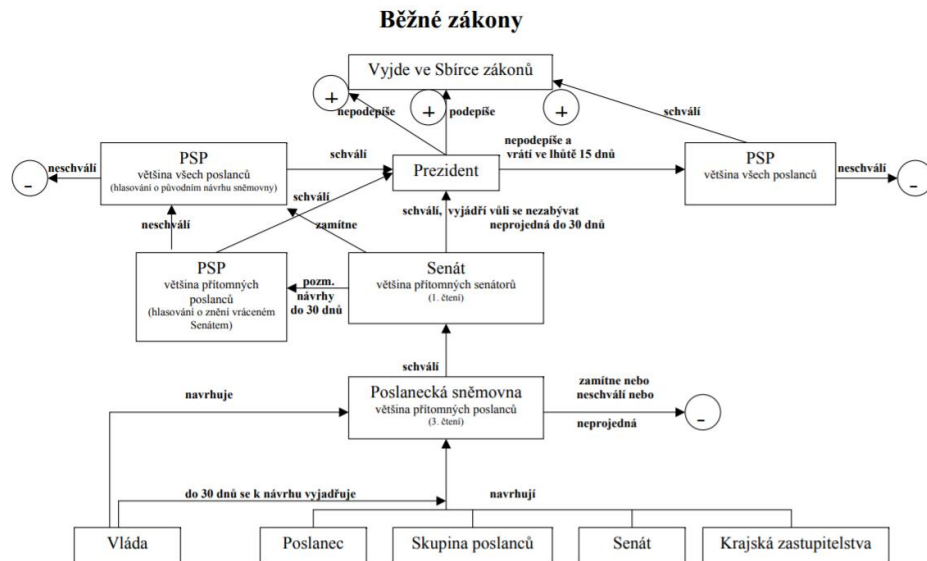 Běžné zákony
Vyjde ve Sbírce zákonů
+
+
+
nepodepíše
podepíše
schválí
neschválí
-
PSP
většina všech poslanců
(hlasování o původním návrhu sněmovny)
schválí
Prezident
nepodepíše a
vrátí ve lhůtě 15 dnů
PSP
většina všech poslanců
neschválí
-
schválí
neschválí
zamítne
schválí, vyjádří vůli se nezabývat
neprojedná do 30 dnů
PSP
většina přítomných
poslanců
(hlasování o znění vráceném
Senátem)
pozm.
návrhy
do 30 dnů
Senát
většina přítomných senátorů
(1. čtení)
schválí
navrhuje
Poslanecká sněmovna
většina přítomných poslanců
(3. čtení)
zamítne nebo
neschválí nebo
neprojedná
-
do 30 dnů se k návrhu vyjadřuje
navrhují
Vláda
Poslanec
Skupina poslanců
Senát
Krajská zastupitelstva